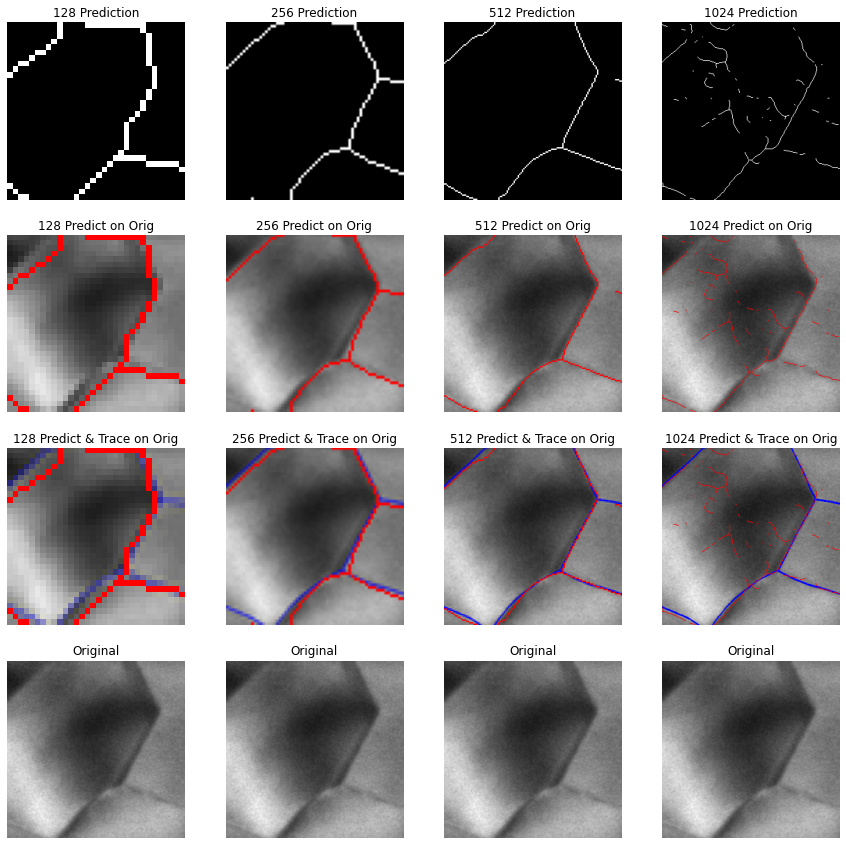 128 Prediction
256 Prediction
512 Prediction
1024 Prediction
128 Predict on Orig
256 Predict on Orig
512 Predict on Orig
1024 Predict on Orig
128 Predict & Trace on Orig
256 Predict & Trace on Orig
512 Predict & Trace on Orig
1024 Predict & Trace on Orig
Original
Original
Original
Original